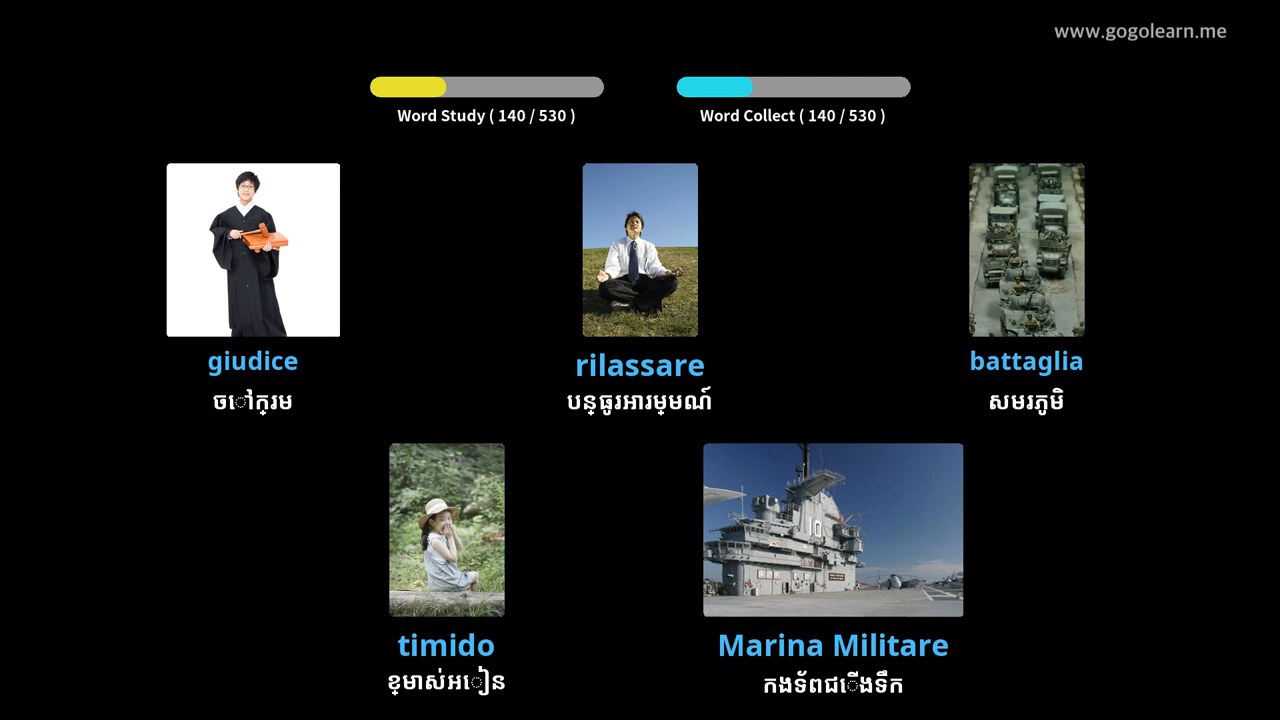 www.gogolearn.me
Word Study ( 140 / 530 )
Word Collect ( 140 / 530 )
giudice
rilassare
battaglia
ចៅក្រម
បន្ធូរអារម្មណ៍
សមរភូមិ
timido
Marina Militare
ខ្មាស់អៀន
កងទ័ពជើងទឹក